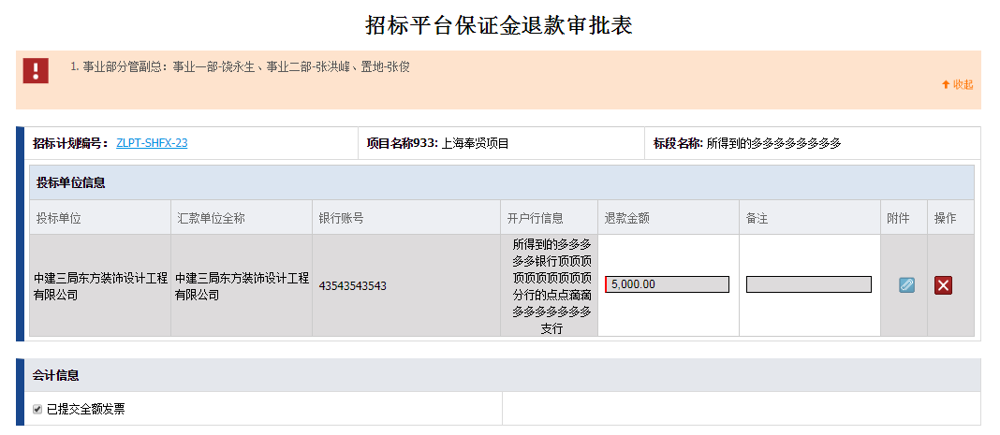 招标平台保证金退款审批表
1. 事业部分管副总：事业一部-饶永生、事业二部-张洪峰、置地-张俊
收起
招标计划编号： ZLPT-SHFX-23 项目名称933: 上海奉贤项目 标段名称: 所得到的多多多多多多多多
投标单位信息
投标单位 汇款单位全称 银行账号 开户行信息 退款金额 备注 附件 操作
中建三局东方装饰设计工程
有限公司
中建三局东方装饰设计工程
有限公司
43543543543
所得到的多多多
多多银行顶顶顶
顶顶顶顶顶顶顶
分行的点点滴滴
多多多多多多多
支行
5,000.00
会计信息
已提交全额发票